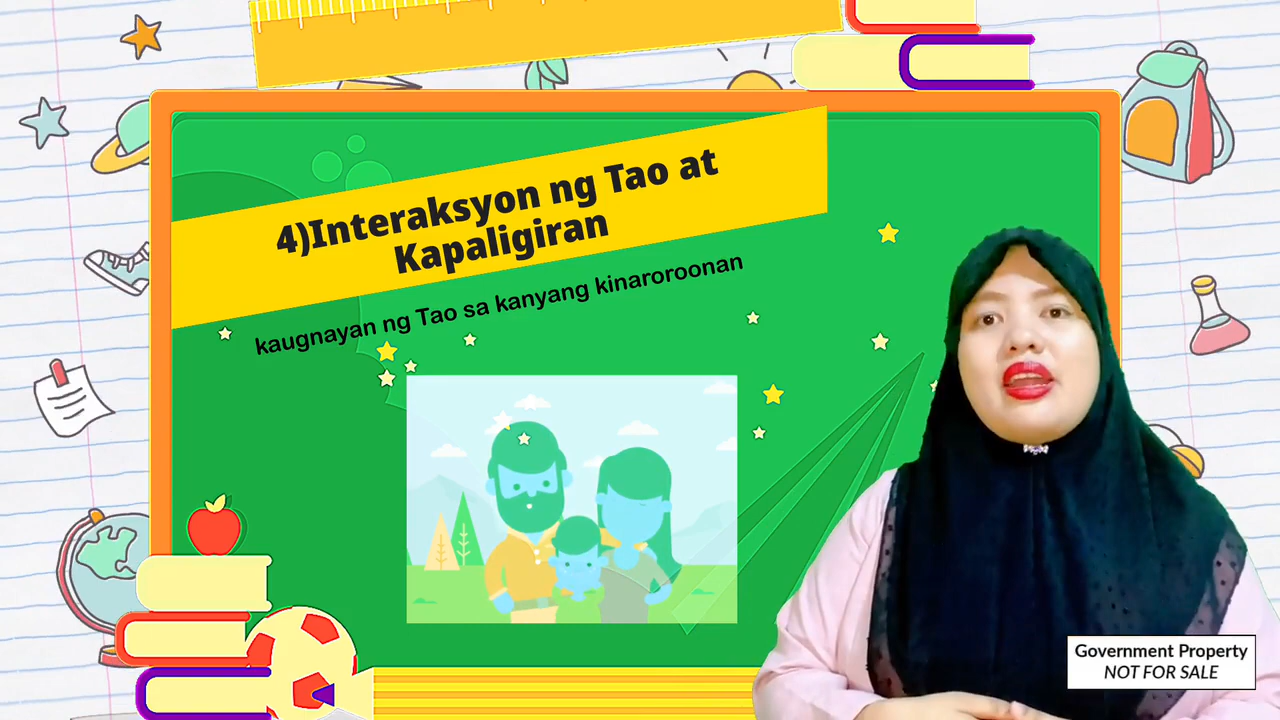 4)Interaksyon ng Tao at
Kapaligiran
kaugnayan ng Tao sa kanyang kinaroroonan
Government Property
NOT FOR SALE